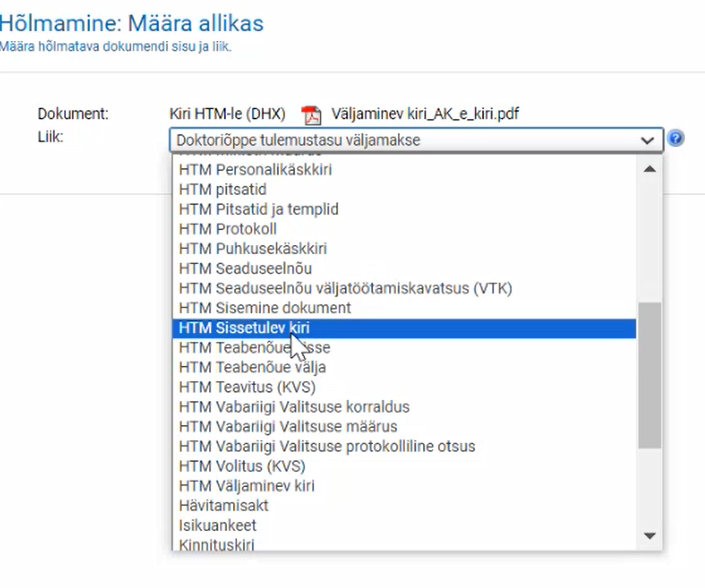 Hõlmamine: Määra allikas
Määra hõlmatava dokumendi sisu ja liik.
Dokument: Kiri HTM-le (DHX) Väljaminev kiri_AK_e_kiri.pdf
Liik: Doktoriõppe tulemustasu väljamakse
HTM Personalikäskkiri
HTM pitsatid
HTM Pitsatid ja templid
HTM Protokoll
HTM Puhkusekäskkiri
HTM Seaduseelnõu
HTM Seaduseelnõu väljatöötamiskavatsus (VTK)
HTM Sisemine dokument
HTM Sissetulev kiri
HTM Teabenõue sisse
HTM Teabenõue välja
HTM Teavitus (KVS)
HTM Vabariigi Valitsuse korraldus
HTM Vabariigi Valitsuse määrus
HTM Vabariigi Valitsuse protokolliline otsus
HTM Volitus (KVS)
HTM Väljaminev kiri
Hävitamisakt
Isikuankeet
Kinnituskiri